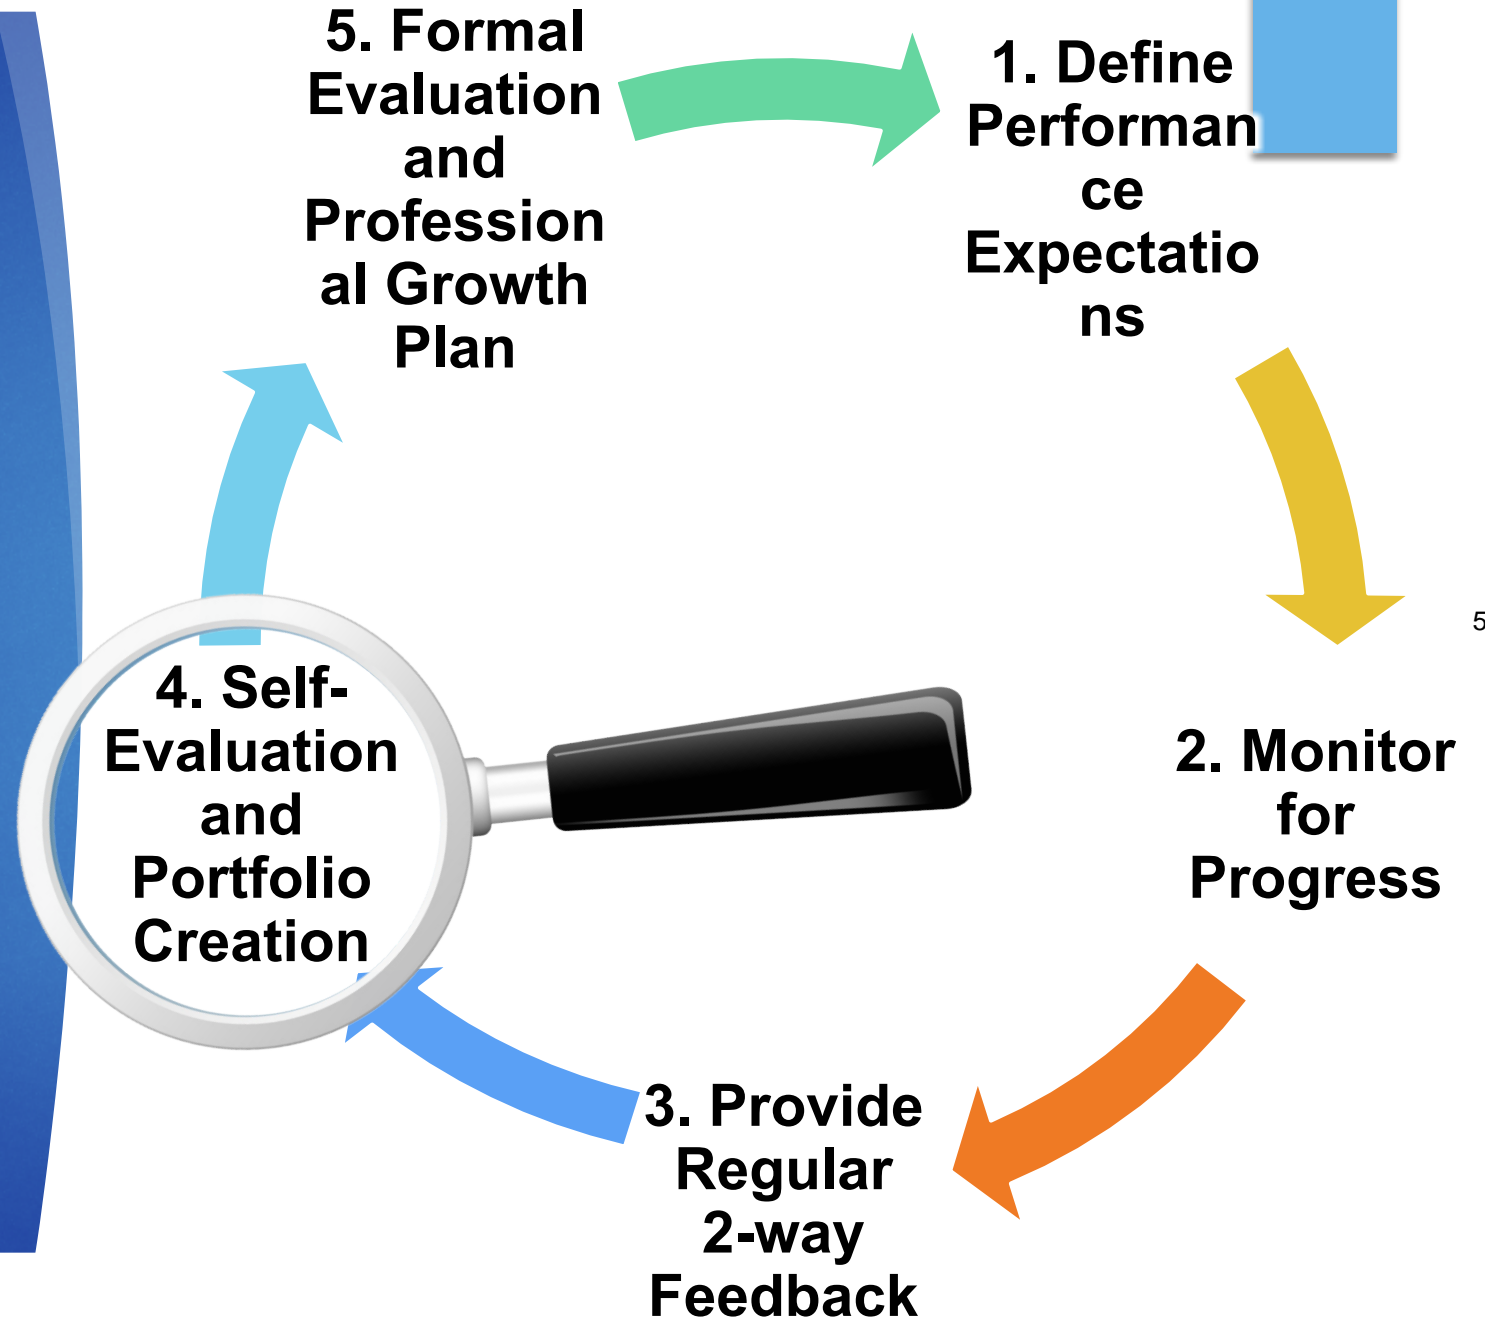 5. Formal
Evaluation
and
Profession
al Growth
Plan
1. Define
Performan
ce
Expectatio
ns
5
2. Monitor
for
Progress
3. Provide
Regular
2-way
Feedback
4. Self-
Evaluation
and
Portfolio
Creation